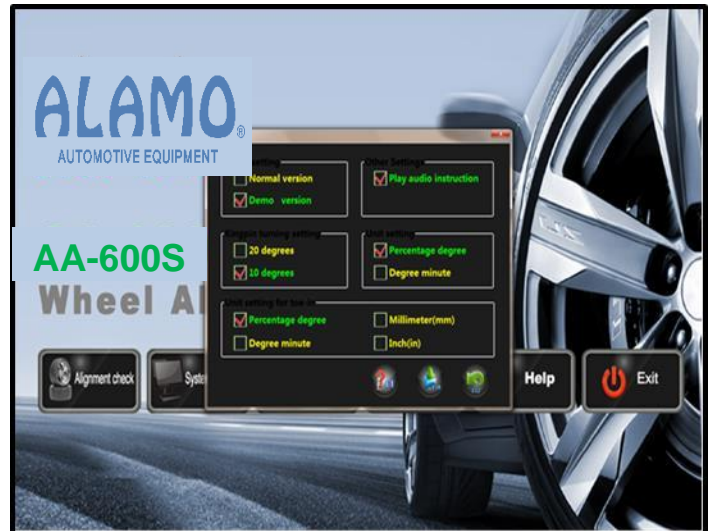 ALAMO®
AUTOMOTIVE EQUIPMENT
setting
Normal version
Demo version
Other Settings
Play audio instruction
AA-600S
Kingpin turning setting
20 degrees
10 degrees
Unit setting
Percentage degree
Degree minute
Wheel Al
Unit setting for toe-in
Percentage degree
Millimeter(mm)
Degree minute
Inch(in)
Alignment check
Syste
Help
Exit